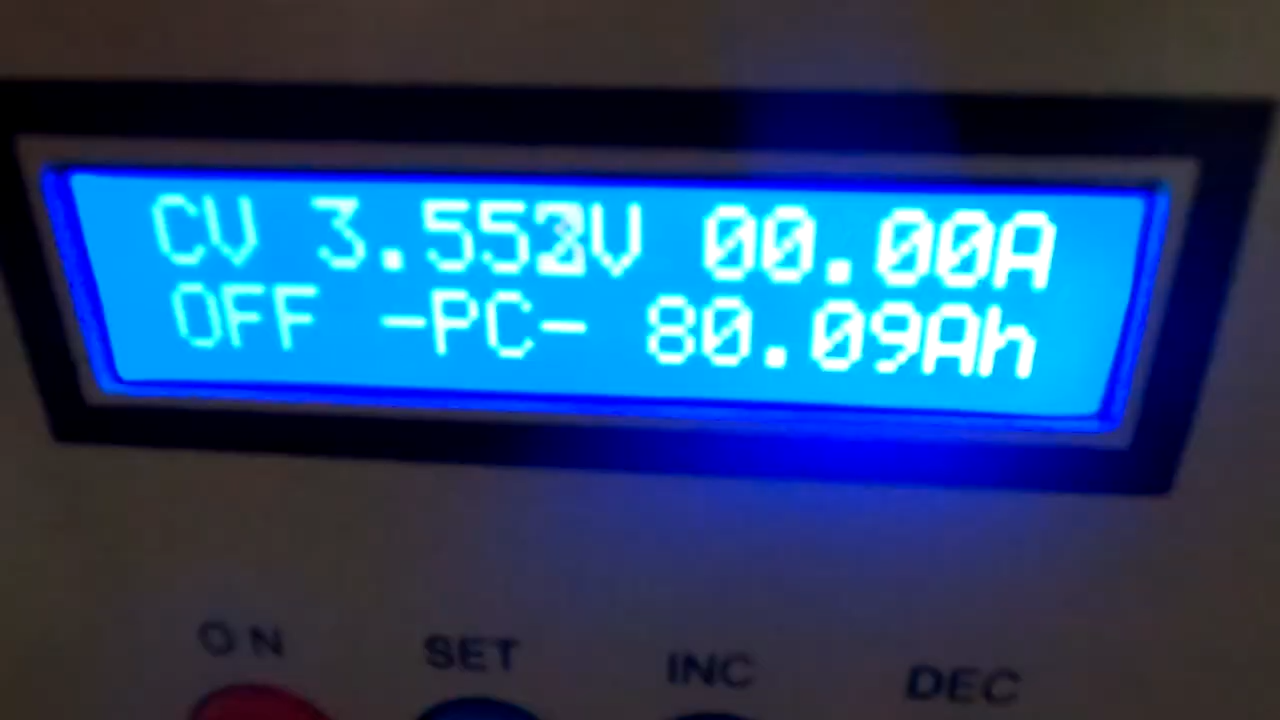 CV 00.00A
OFF -PC- 80.09Ah
ON SET INC DEC